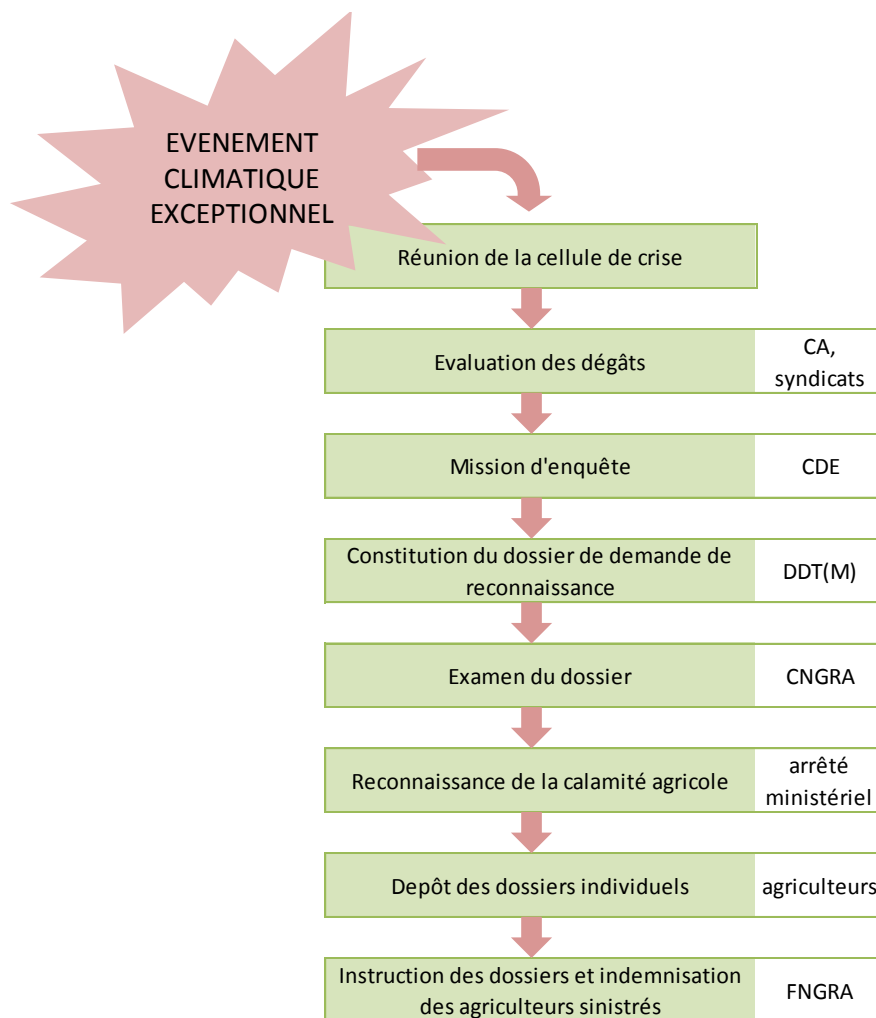 EVENEMENT
CLIMATIQUE
EXCEPTIONNEL
Réunion de la cellule de crise
Evaluation des dégâts
CA,
syndicats
Mission d'enquête
CDE
Constitution du dossier de demande de
reconnaissance
DDT(M)
Examen du dossier
CNGRA
Reconnaissance de la calamité agricole
arrêté
ministériel
Depôt des dossiers individuels
agriculteurs
Instruction des dossiers et indemnisation
des agriculteurs sinistrés
FNGRA